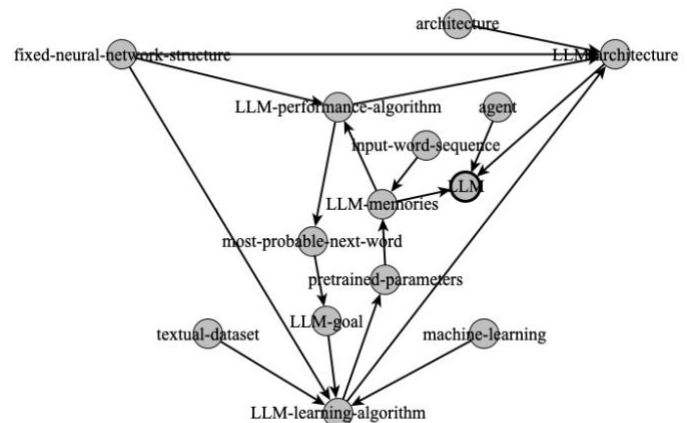 architecture
fixed-neural-network-structure
LLM-architecture
LLM-performance-algorithm
agent
input-word-sequence
LLM
LLM-memories
most-probable-next-word
pretrained-parameters
LLM-goal
textual-dataset
machine-learning
LLM-learning-algorithm